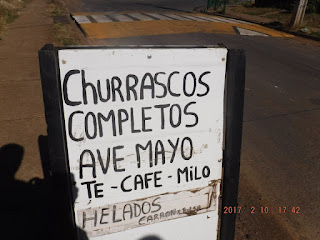 CHURRASCOS
COMPLETOS
AVE MAYO
TE - CAFE - MILO
HELADOS
2017 2 10 17:42